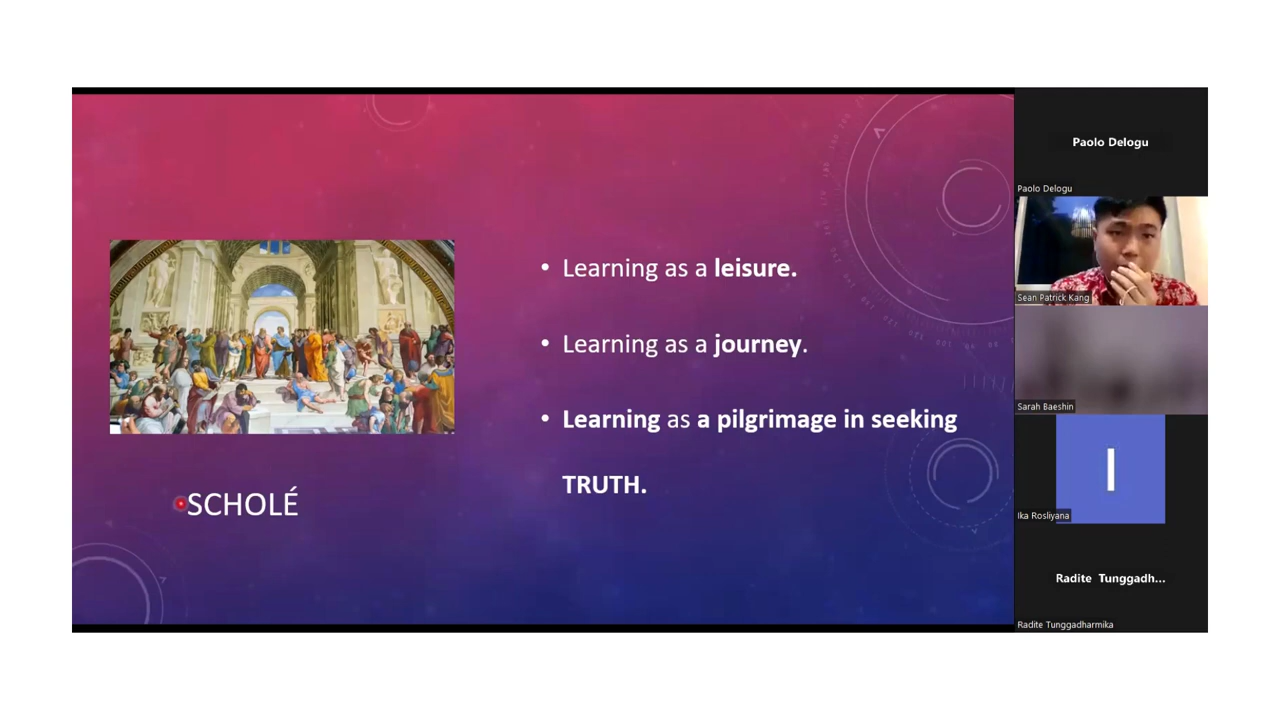 Learning as a leisure.
Learning as a journey.
Learning as a pilgrimage in seeking
TRUTH.
SCHOLÉ
Paolo Delogu
Paolo Delogu
Sean Patrick Kang
Sarah Baeshin
I
Ika Rosliyana
Radite Tunggadh...
Radite Tunggadharmika